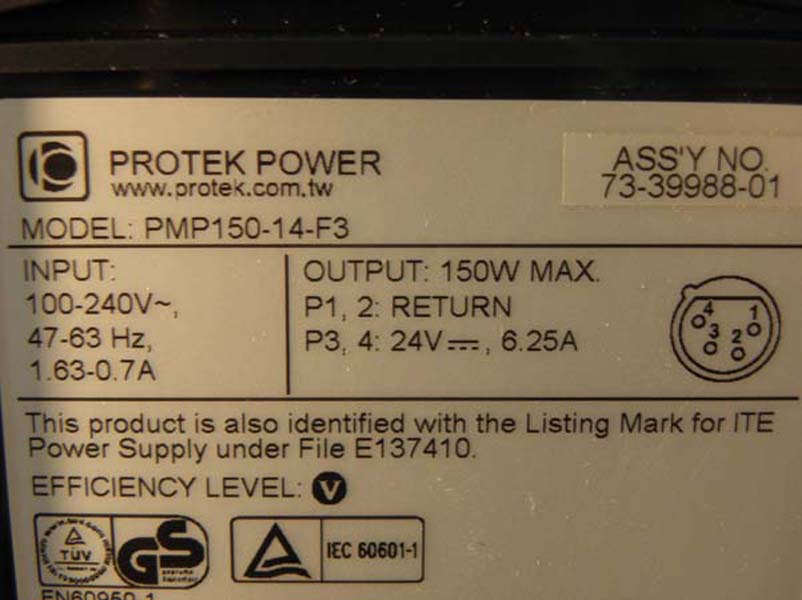 PROTEK POWER
www.protek.com.tw
ASS'Y NO.
73-39988-01
MODEL: PMP150-14-F3
INPUT:
100-240V~,
47-63 Hz,
1.63-0.7A
OUTPUT: 150W MAX.
P1, 2: RETURN
P3, 4: 24V⎓, 6.25A
4 1
3 2
This product is also identified with the Listing Mark for ITE
Power Supply under File E137410.
EFFICIENCY LEVEL: V
TÜV
GS
IEC 60601-1
EN60950-1